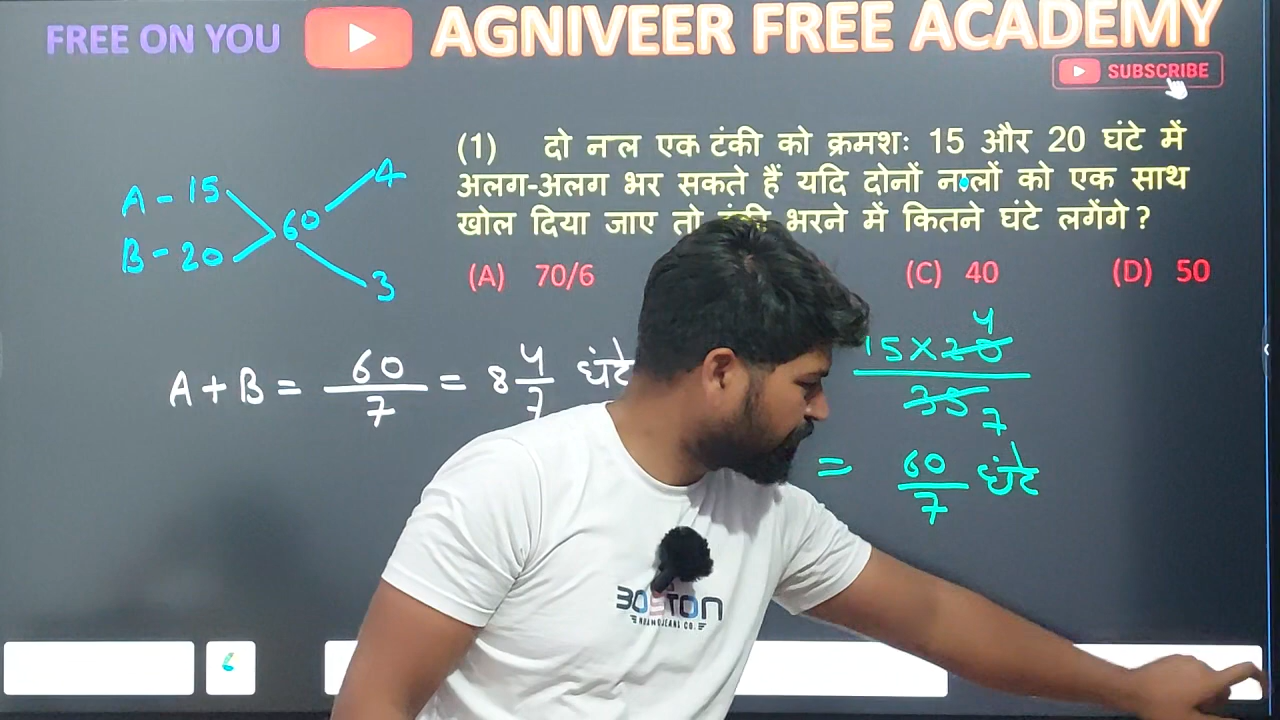 FREE ON YOU
AGNIVEER FREE ACADEMY
SUBSCRIBE
(1) दो नल एक टंकी को क्रमशः 15 और 20 घंटे में
अलग-अलग भर सकते हैं यदि दोनों नलों को एक साथ
खोल दिया जाए तो भरने में कितने घंटे लगेंगे ?
(A) 70/6 (C) 40 (D) 50
A - 15
B - 20
60
4
3
A + B = 60/7 = 8 4/7 घंटे
15 × 20 4
35 7
= 60/7 घंटे
BOSTON
6